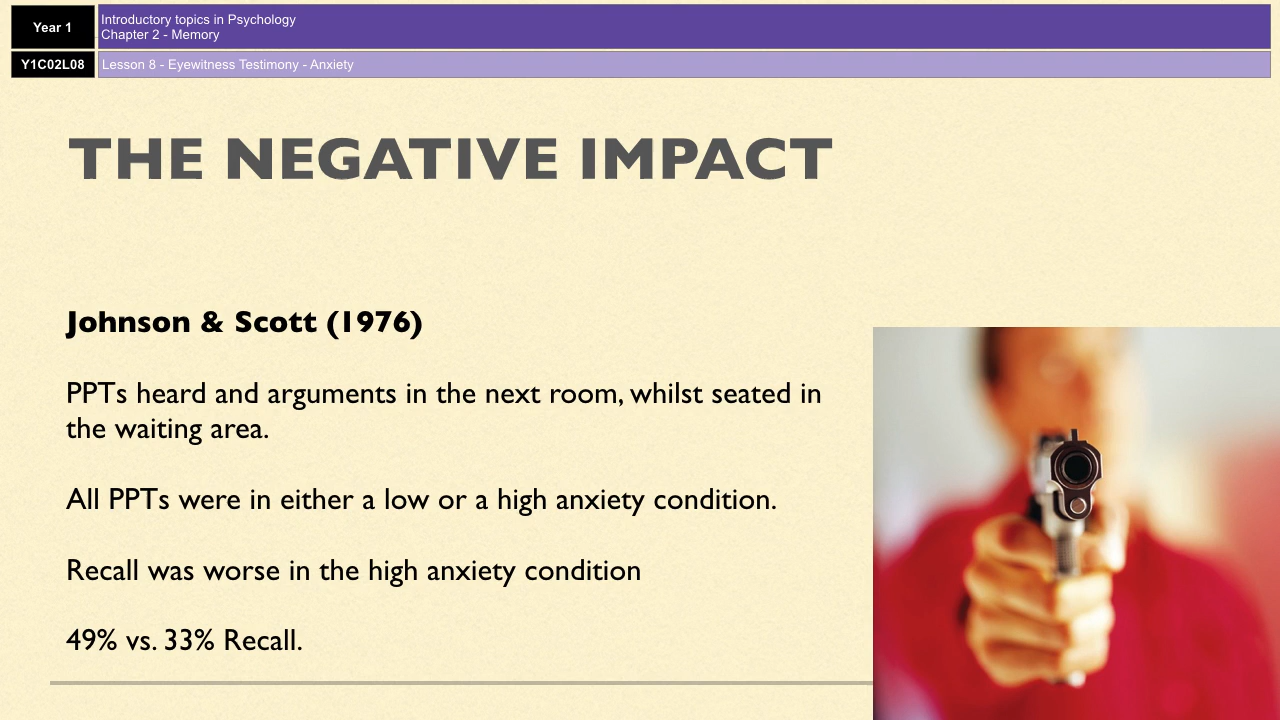 Year 1
Introductory topics in Psychology
Chapter 2 - Memory
Y1C02L08
Lesson 8 - Eyewitness Testimony - Anxiety
THE NEGATIVE IMPACT
Johnson & Scott (1976)
PPTs heard and arguments in the next room, whilst seated in
the waiting area.
All PPTs were in either a low or a high anxiety condition.
Recall was worse in the high anxiety condition
49% vs. 33% Recall.